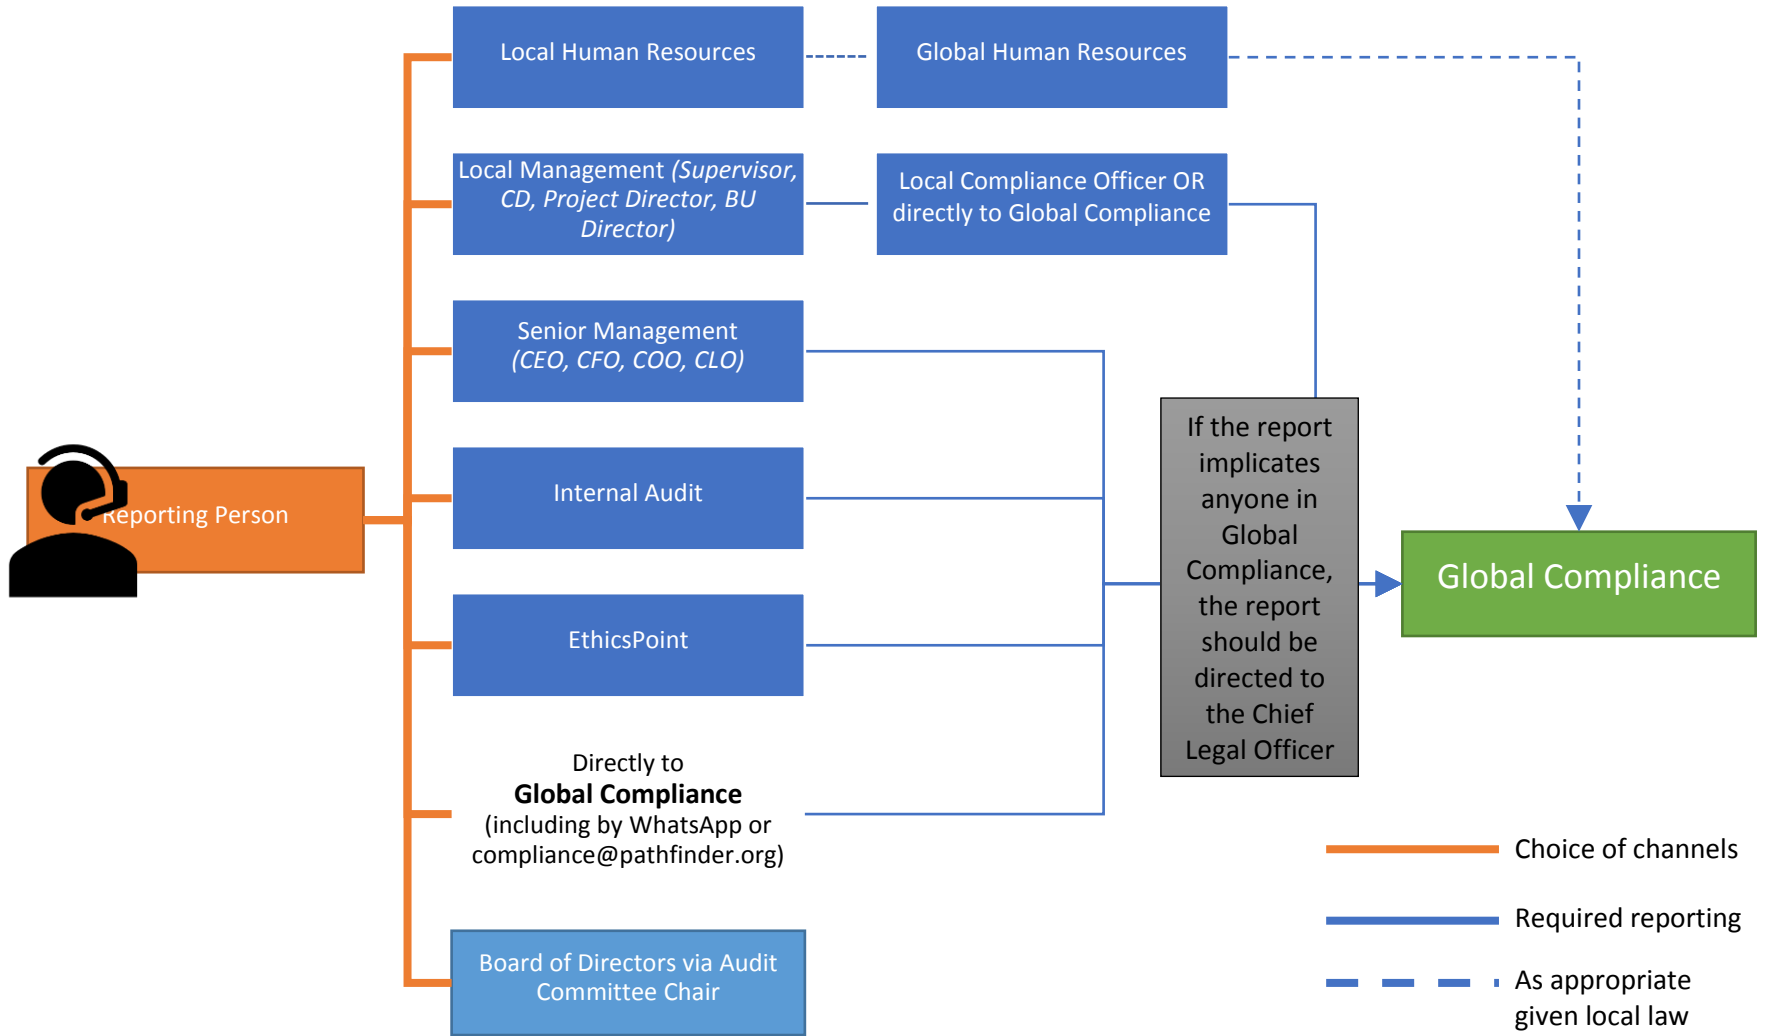 Local Human Resources
Global Human Resources
Local Management (Supervisor,
CD, Project Director, BU
Director)
Local Compliance Officer OR
directly to Global Compliance
Senior Management
(CEO, CFO, COO, CLO)
Internal Audit
Reporting Person
EthicsPoint
Directly to
Global Compliance
(including by WhatsApp or
compliance@pathfinder.org)
Board of Directors via Audit
Committee Chair
If the report
implicates
anyone in
Global
Compliance,
the report
should be
directed to
the Chief
Legal Officer
Global Compliance
Choice of channels
Required reporting
As appropriate
given local law